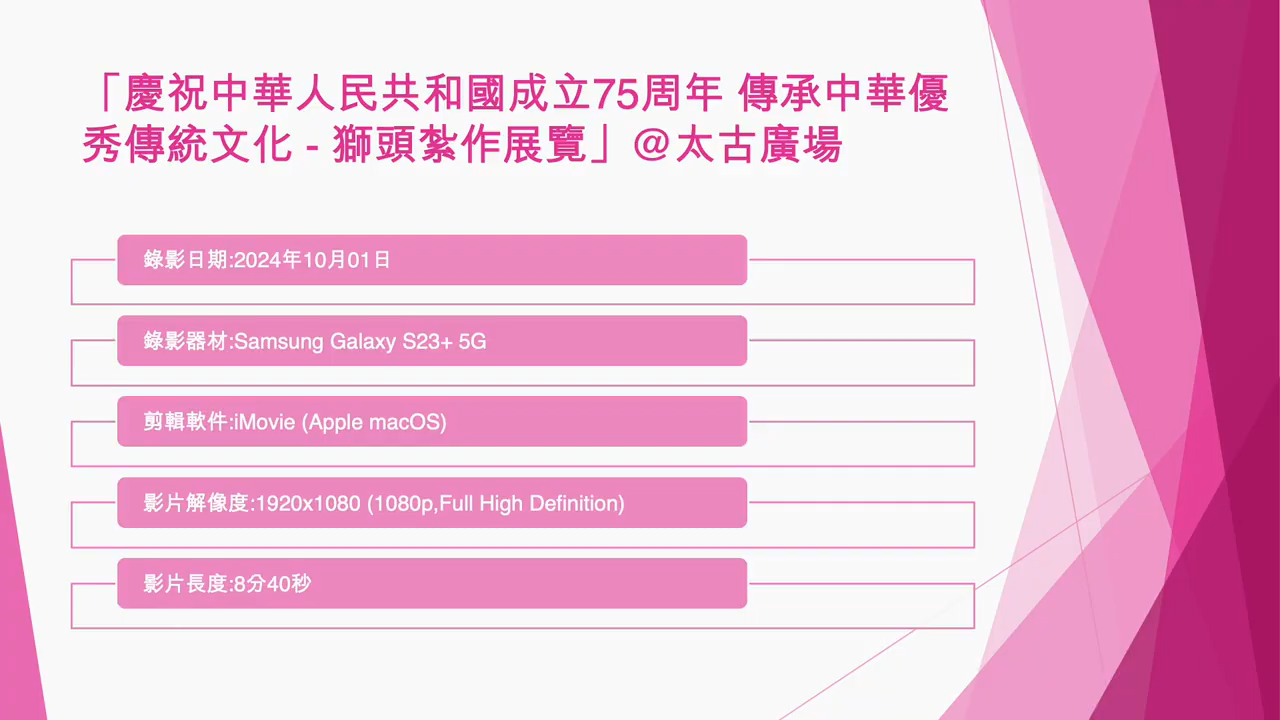 「慶祝中華人民共和國成立75周年 傳承中華優
秀傳統文化 - 獅頭紮作展覽」@太古廣場
錄影日期:2024年10月01日
錄影器材:Samsung Galaxy S23+ 5G
剪輯軟件:iMovie (Apple macOS)
影片解像度:1920x1080 (1080p,Full High Definition)
影片長度:8分40秒